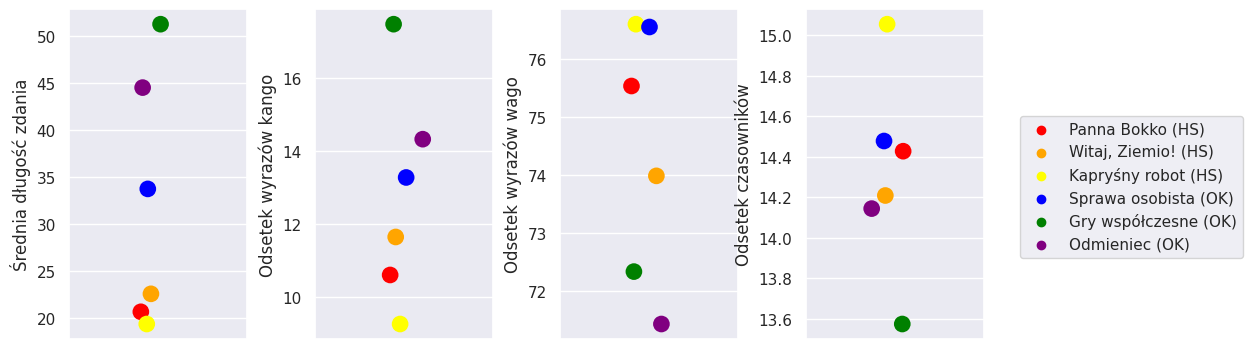 Średnia długość zdania
50
45
40
35
30
25
20
Odsetek wyrazów kango
16
14
12
10
Odsetek wyrazów wago
76
75
74
73
72
Odsetek czasowników
15.0
14.8
14.6
14.4
14.2
14.0
13.8
13.6
Panna Bokko (HS)
Witaj, Ziemio! (HS)
Kapryśny robot (HS)
Sprawa osobista (OK)
Gry współczesne (OK)
Odmieniec (OK)